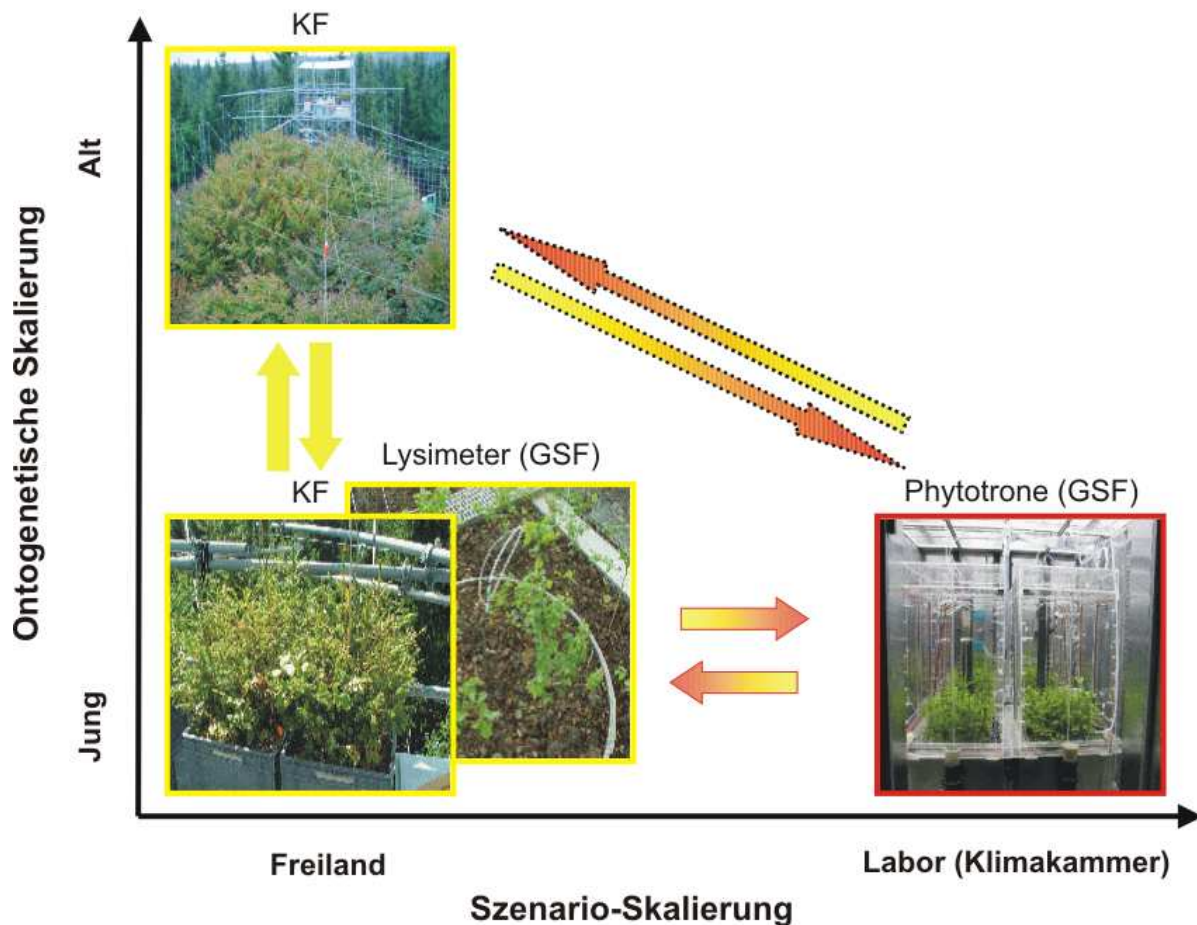 KF
Alt
Ontogenetische Skalierung
Lysimeter (GSF)
KF
Phytotrone (GSF)
Jung
Freiland
Labor (Klimakammer)
Szenario-Skalierung